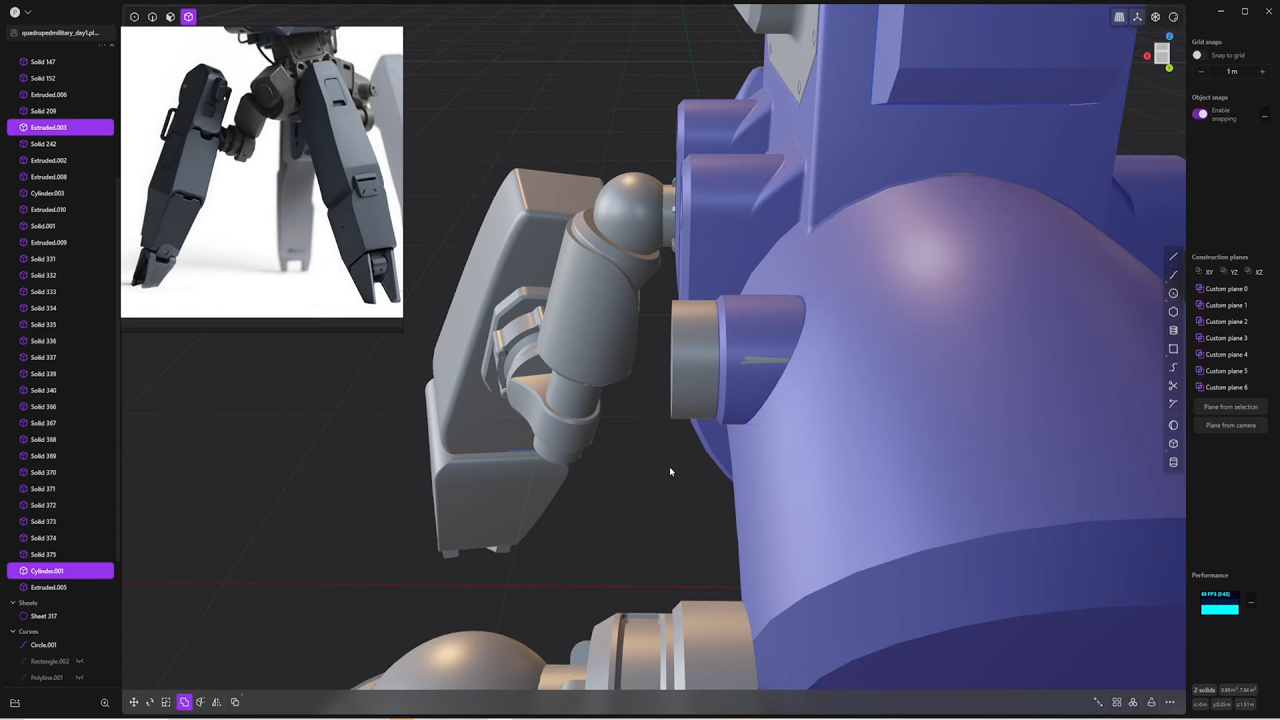 quadrupedmilitary_day1.pl...
Solid 147
Solid 152
Extruded.006
Solid 209
Extruded.003
Solid 242
Extruded.002
Extruded.008
Cylinder.003
Extruded.010
Solid.001
Extruded.009
Solid 331
Solid 332
Solid 333
Solid 334
Solid 335
Solid 336
Solid 337
Solid 339
Solid 340
Solid 366
Solid 367
Solid 368
Solid 369
Solid 370
Solid 371
Solid 372
Solid 373
Solid 374
Solid 375
Cylinder.001
Extruded.005
Sheets
Sheet 317
Curves
Circle.001
Rectangle.002
Polyline.001
Grid snaps
Snap to grid
1 m
Object snaps
Enable
snapping
Construction planes
XY YZ XZ
Custom plane 0
Custom plane 1
Custom plane 2
Custom plane 3
Custom plane 4
Custom plane 5
Custom plane 6
Plane from selection
Plane from camera
Performance
2 solids